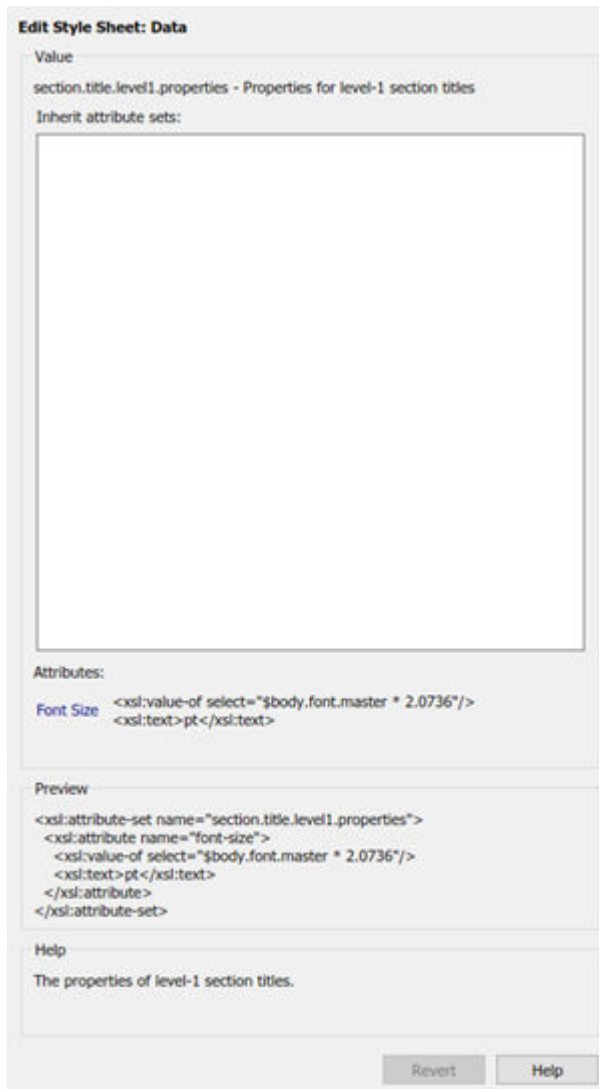 Edit Style Sheet: Data
Value
section.title.level1.properties - Properties for level-1 section titles
Inherit attribute sets:
Attributes:
Font Size
<xsl:value-of select="$body.font.master * 2.0736"/>
<xsl:text>pt</xsl:text>
Preview
<xsl:attribute-set name="section.title.level1.properties">
<xsl:attribute name="font-size">
<xsl:value-of select="$body.font.master * 2.0736"/>
<xsl:text>pt</xsl:text>
</xsl:attribute>
</xsl:attribute-set>
Help
The properties of level-1 section titles.
Revert
Help